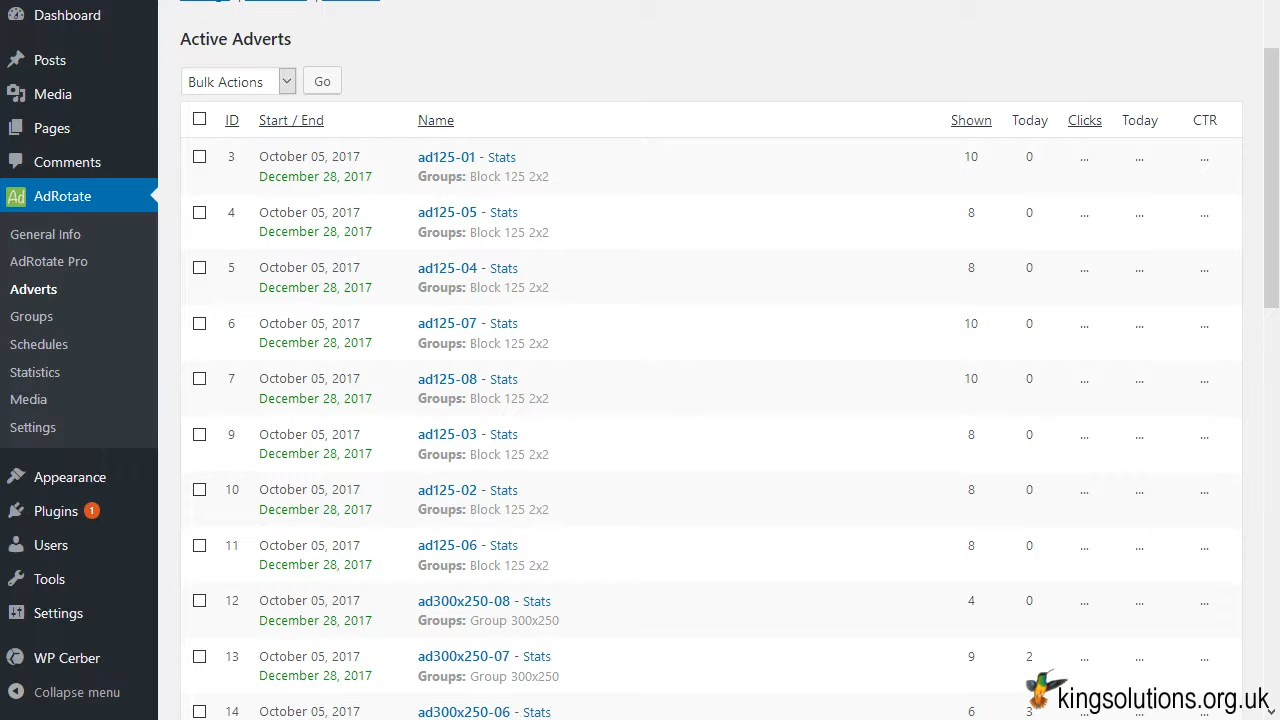 Dashboard
Posts
Media
Pages
Comments
Ad AdRotate
General Info
AdRotate Pro
Adverts
Groups
Schedules
Statistics
Media
Settings
Appearance
Plugins 1
Users
Tools
Settings
WP Cerber
Collapse menu
Active Adverts
Bulk Actions Go
ID Start / End Name Shown Today Clicks Today CTR
3 October 05, 2017 ad125-01 - Stats 10 0 ... ... ...
December 28, 2017 Groups: Block 125 2x2
4 October 05, 2017 ad125-05 - Stats 8 0 ... ... ...
December 28, 2017 Groups: Block 125 2x2
5 October 05, 2017 ad125-04 - Stats 8 0 ... ... ...
December 28, 2017 Groups: Block 125 2x2
6 October 05, 2017 ad125-07 - Stats 10 0 ... ... ...
December 28, 2017 Groups: Block 125 2x2
7 October 05, 2017 ad125-08 - Stats 10 0 ... ... ...
December 28, 2017 Groups: Block 125 2x2
9 October 05, 2017 ad125-03 - Stats 8 0 ... ... ...
December 28, 2017 Groups: Block 125 2x2
10 October 05, 2017 ad125-02 - Stats 8 0 ... ... ...
December 28, 2017 Groups: Block 125 2x2
11 October 05, 2017 ad125-06 - Stats 8 0 ... ... ...
December 28, 2017 Groups: Block 125 2x2
12 October 05, 2017 ad300x250-08 - Stats 4 0 ... ... ...
December 28, 2017 Groups: Group 300x250
13 October 05, 2017 ad300x250-07 - Stats 9 2 ... ... ...
December 28, 2017 Groups: Group 300x250
14 October 05, 2017 ad300x250-06 - Stats 6 3
kingsolutions.org.uk